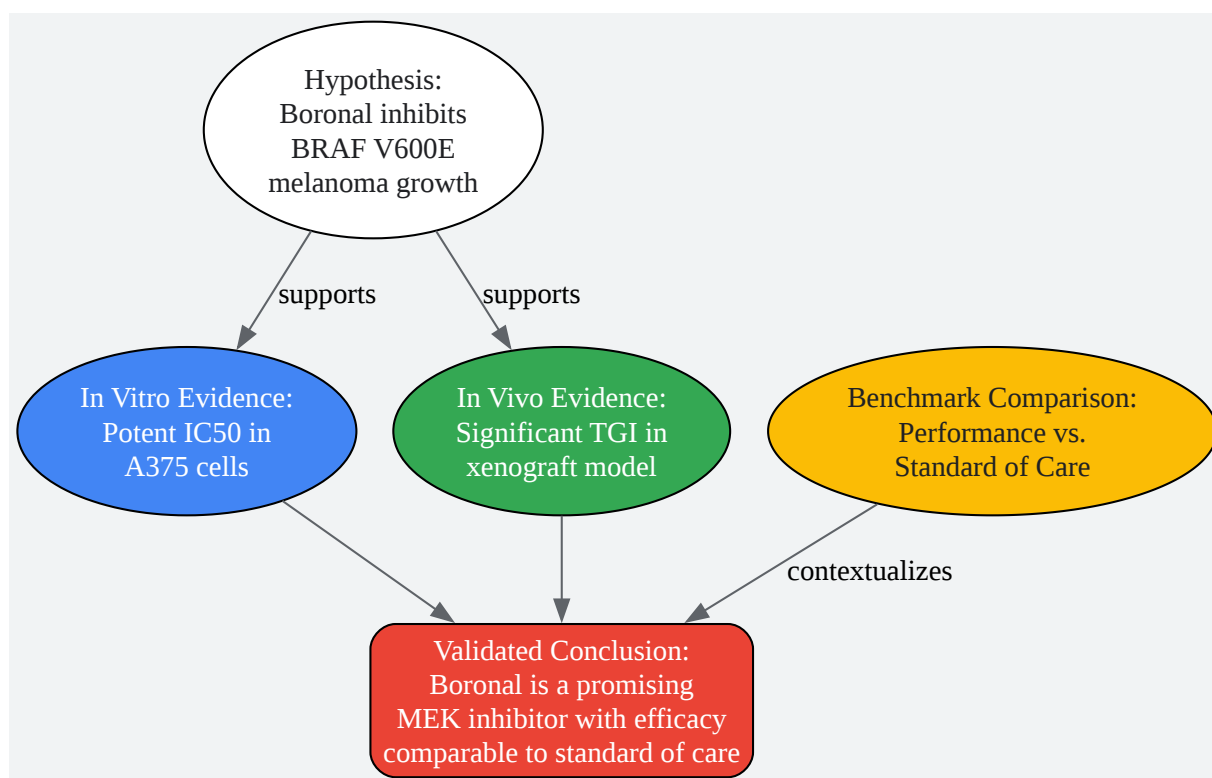 Hypothesis:
Boronal inhibits
BRAF V600E
melanoma growth
supports
supports
In Vitro Evidence:
Potent IC50 in
A375 cells
In Vivo Evidence:
Significant TGI in
xenograft model
Benchmark Comparison:
Performance vs.
Standard of Care
contextualizes
Validated Conclusion:
Boronal is a promising
MEK inhibitor with efficacy
comparable to standard of care